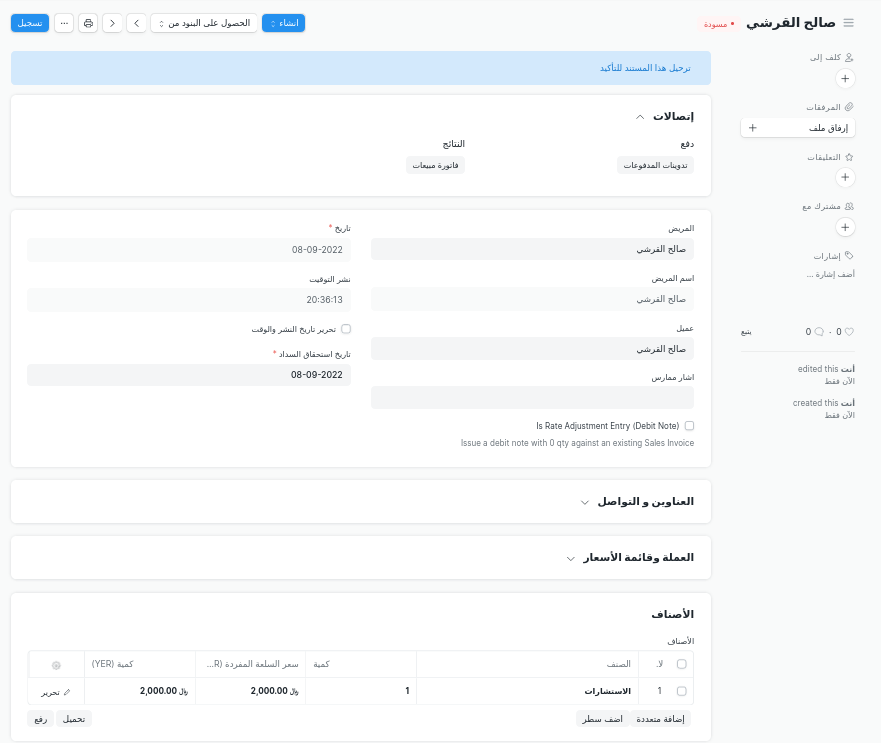 صالح القرشي
• مسودة
انشاء
الحصول على البنود من
...
تسجيل
كلف إلى
المرفقات
إرفاق ملف
التعليقات
مشترك مع
إشارات
أضف إشارة ...
0 · 0
يتبع
أنت edited this
الآن فقط
أنت created this
الآن فقط
ترحيل هذا المستند للتأكيد
إتصالات
دفع
النتائج
تدوينات المدفوعات
فاتورة مبيعات
المريض
صالح القرشي
اسم المريض
صالح القرشي
عميل
صالح القرشي
اشار ممارس
Is Rate Adjustment Entry (Debit Note)
Issue a debit note with 0 qty against an existing Sales Invoice
تاريخ *
08-09-2022
نشر التوقيت
20:36:13
تحرير تاريخ النشر والوقت
تاريخ استحقاق السداد *
08-09-2022
العناوين و التواصل
العملة وقائمة الأسعار
الأصناف
الأصناف
لا. الصنف كمية سعر السلعة المفردة (R... كمية (YER)
1 الاستشارات 1 ﷼ 2,000.00 ﷼ 2,000.00 تحرير
إضافة متعددة اضف سطر تحميل رفع